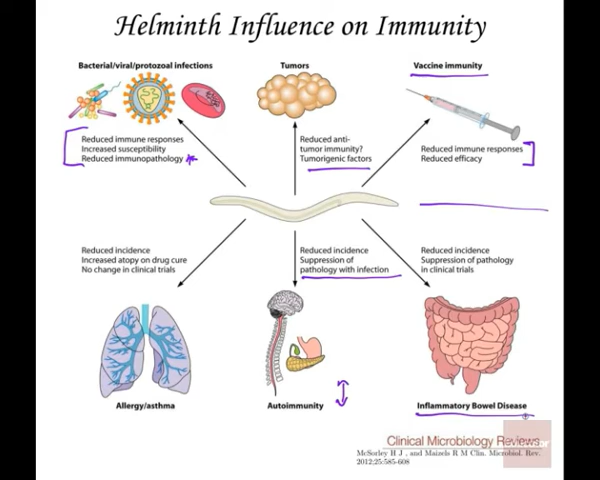 Helminth Influence on Immunity
Bacterial/viral/protozoal infections
Tumors
Vaccine immunity
Reduced immune responses
Increased susceptibility
Reduced immunopathology
Reduced anti-
tumor immunity?
Tumorigenic factors
Reduced immune responses
Reduced efficacy
Reduced incidence
Increased atopy on drug cure
No change in clinical trials
Reduced incidence
Suppression of
pathology with infection
Reduced incidence
Suppression of pathology
in clinical trials
Allergy/asthma
Autoimmunity
Inflammatory Bowel Disease
Clinical Microbiology Reviews
McSorley H J , and Maizels R M Clin. Microbiol. Rev.
2012;25:585-608